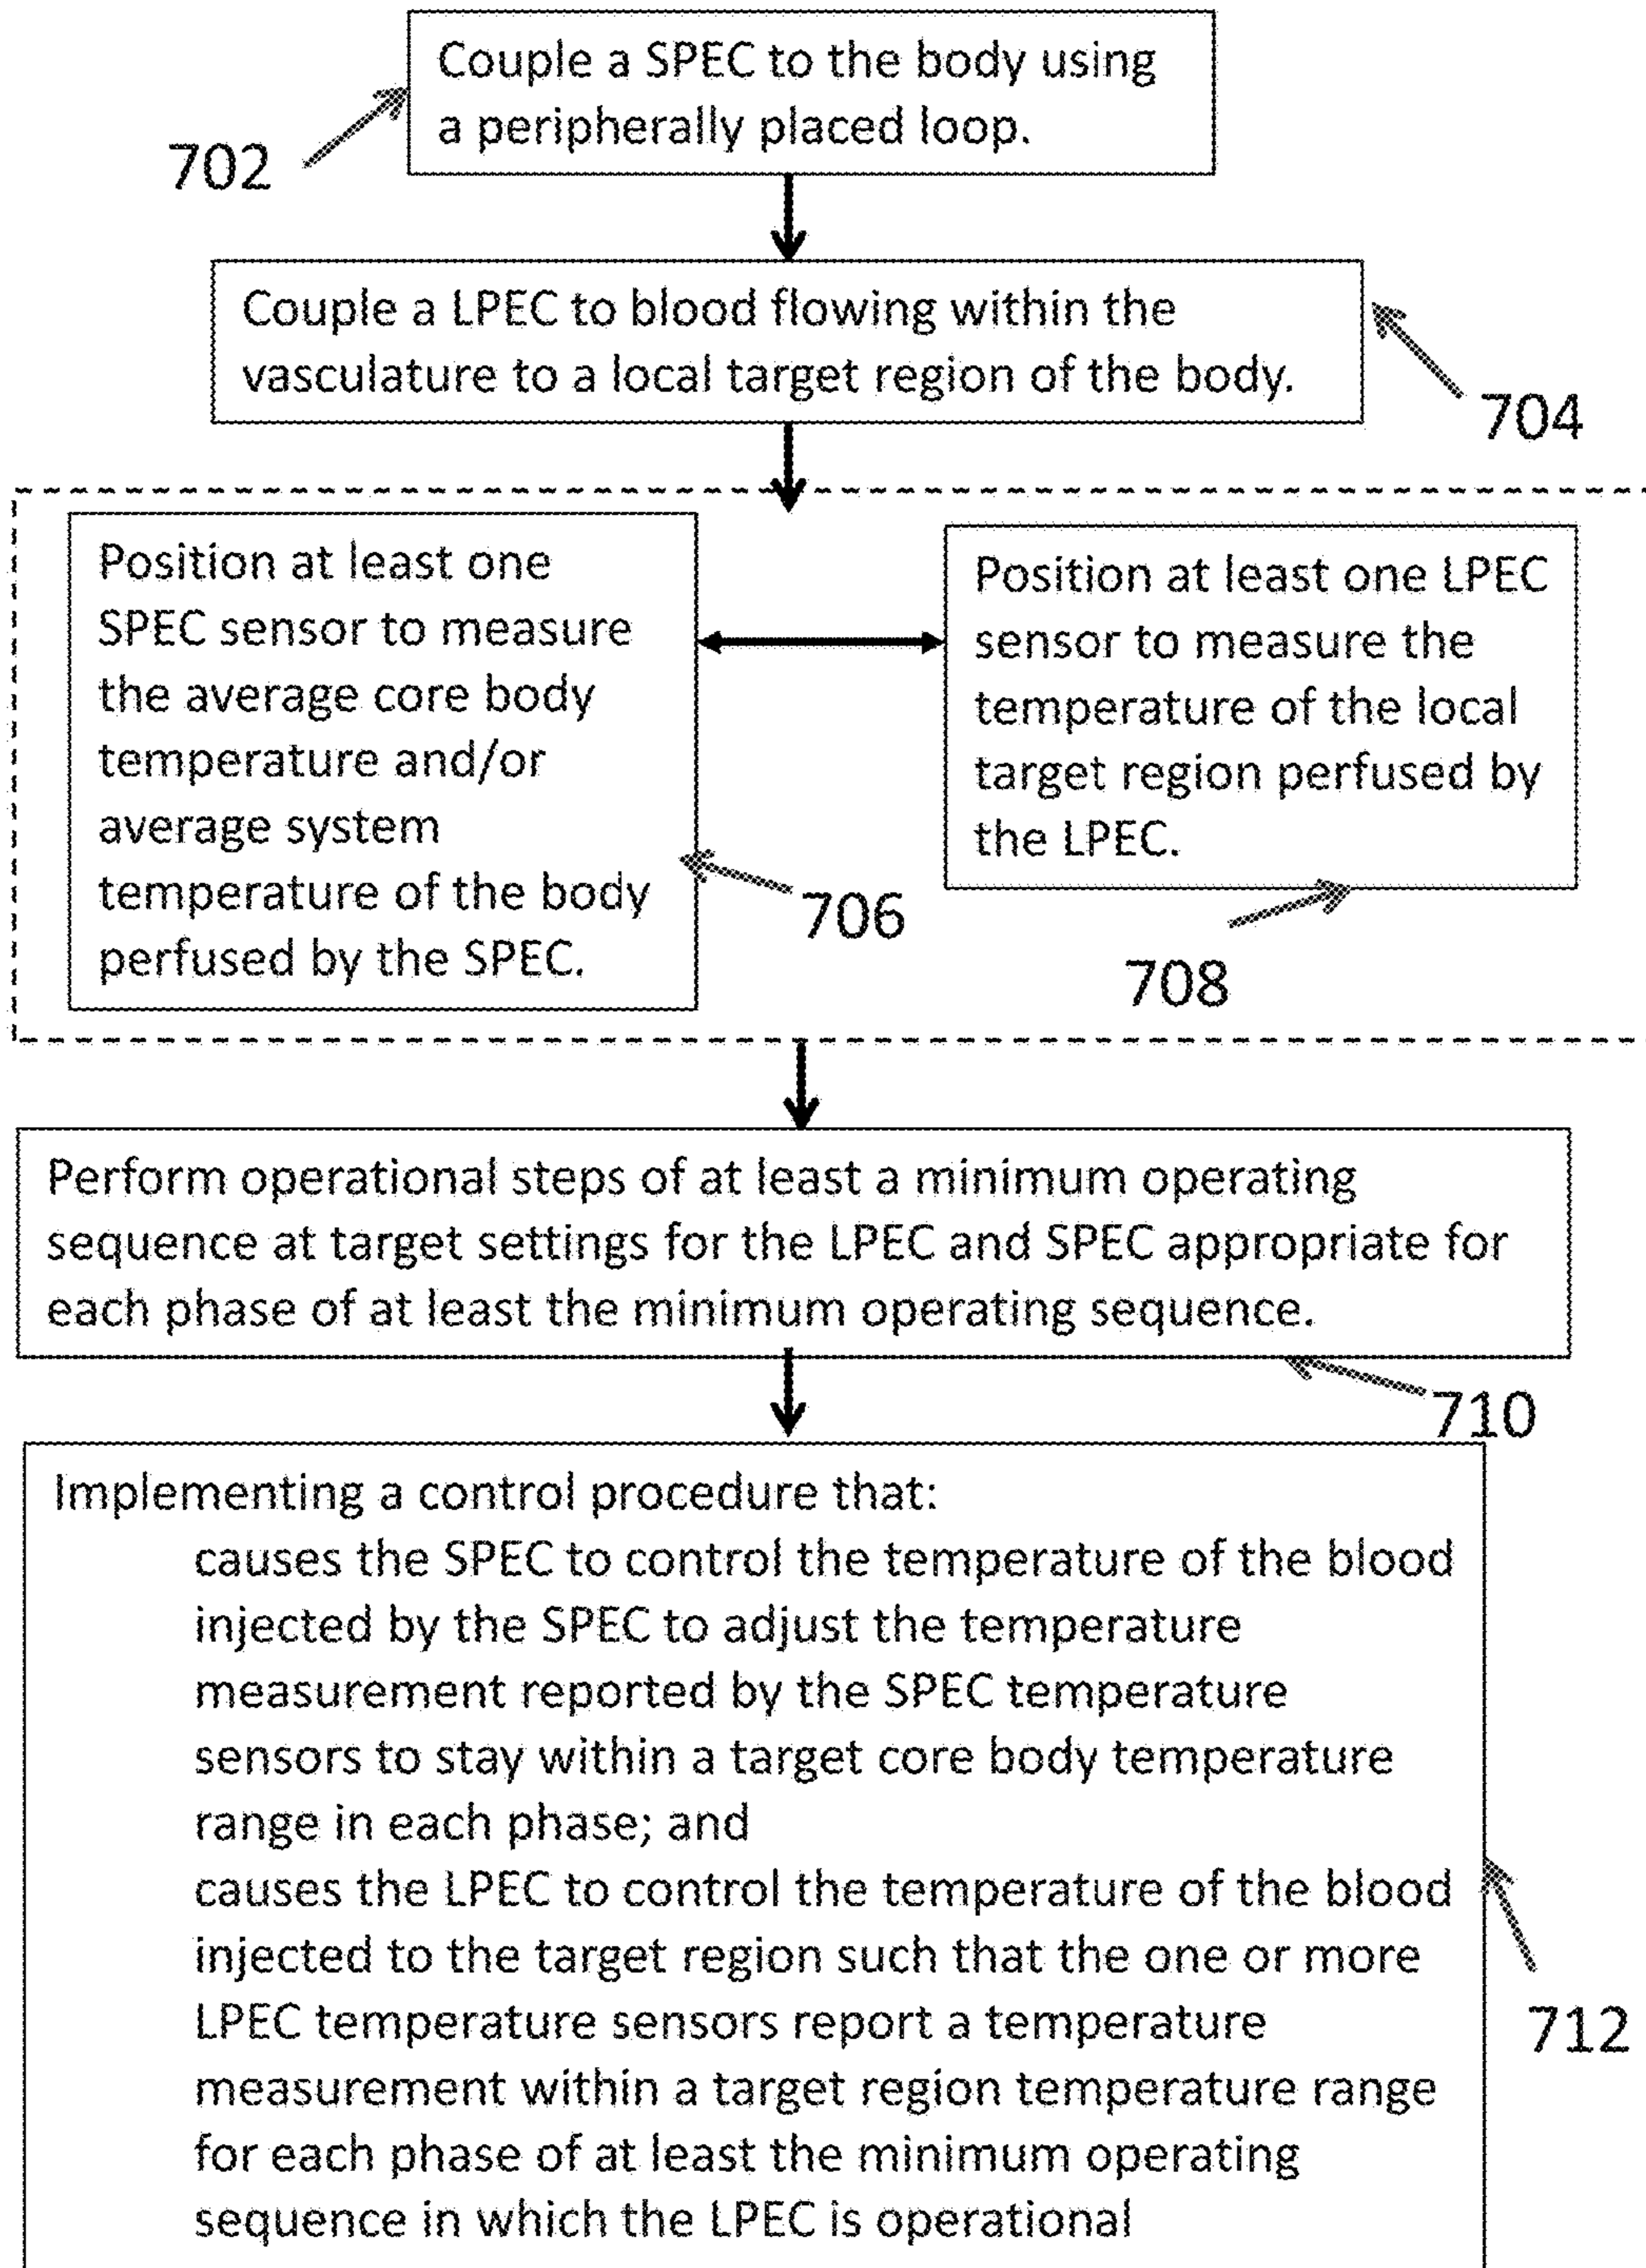 Couple a SPEC to the body using
a peripherally placed loop.
702
Couple a LPEC to blood flowing within the
vasculature to a local target region of the body.
704
Position at least one
SPEC sensor to measure
the average core body
temperature and/or
average system
temperature of the body
perfused by the SPEC.
706
Position at least one LPEC
sensor to measure the
temperature of the local
target region perfused by
the LPEC.
708
Perform operational steps of at least a minimum operating
sequence at target settings for the LPEC and SPEC appropriate for
each phase of at least the minimum operating sequence.
710
Implementing a control procedure that:
causes the SPEC to control the temperature of the blood
injected by the SPEC to adjust the temperature
measurement reported by the SPEC temperature
sensors to stay within a target core body temperature
range in each phase; and
causes the LPEC to control the temperature of the blood
injected to the target region such that the one or more
LPEC temperature sensors report a temperature
measurement within a target region temperature range
for each phase of at least the minimum operating
sequence in which the LPEC is operational
712